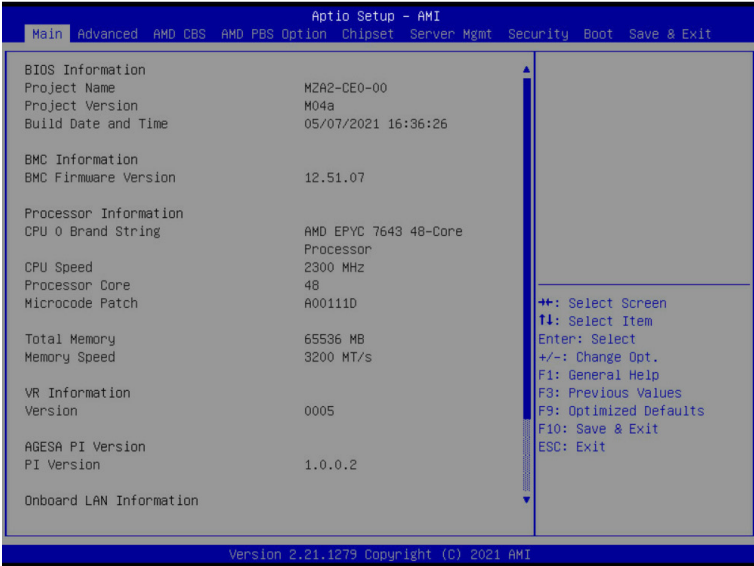 Aptio Setup - AMI
Main Advanced AMD CBS AMD PBS Option Chipset Server Mgmt Security Boot Save & Exit
BIOS Information
Project Name MZA2-CE0-00
Project Version M04a
Build Date and Time 05/07/2021 16:36:26
BMC Information
BMC Firmware Version 12.51.07
Processor Information
CPU 0 Brand String AMD EPYC 7643 48-Core
Processor
CPU Speed 2300 MHz
Processor Core 48
Microcode Patch A00111D
Total Memory 65536 MB
Memory Speed 3200 MT/s
VR Information
Version 0005
AGESA PI Version
PI Version 1.0.0.2
Onboard LAN Information
→←: Select Screen
↑↓: Select Item
Enter: Select
+/-: Change Opt.
F1: General Help
F3: Previous Values
F9: Optimized Defaults
F10: Save & Exit
ESC: Exit
Version 2.21.1279 Copyright (C) 2021 AMI